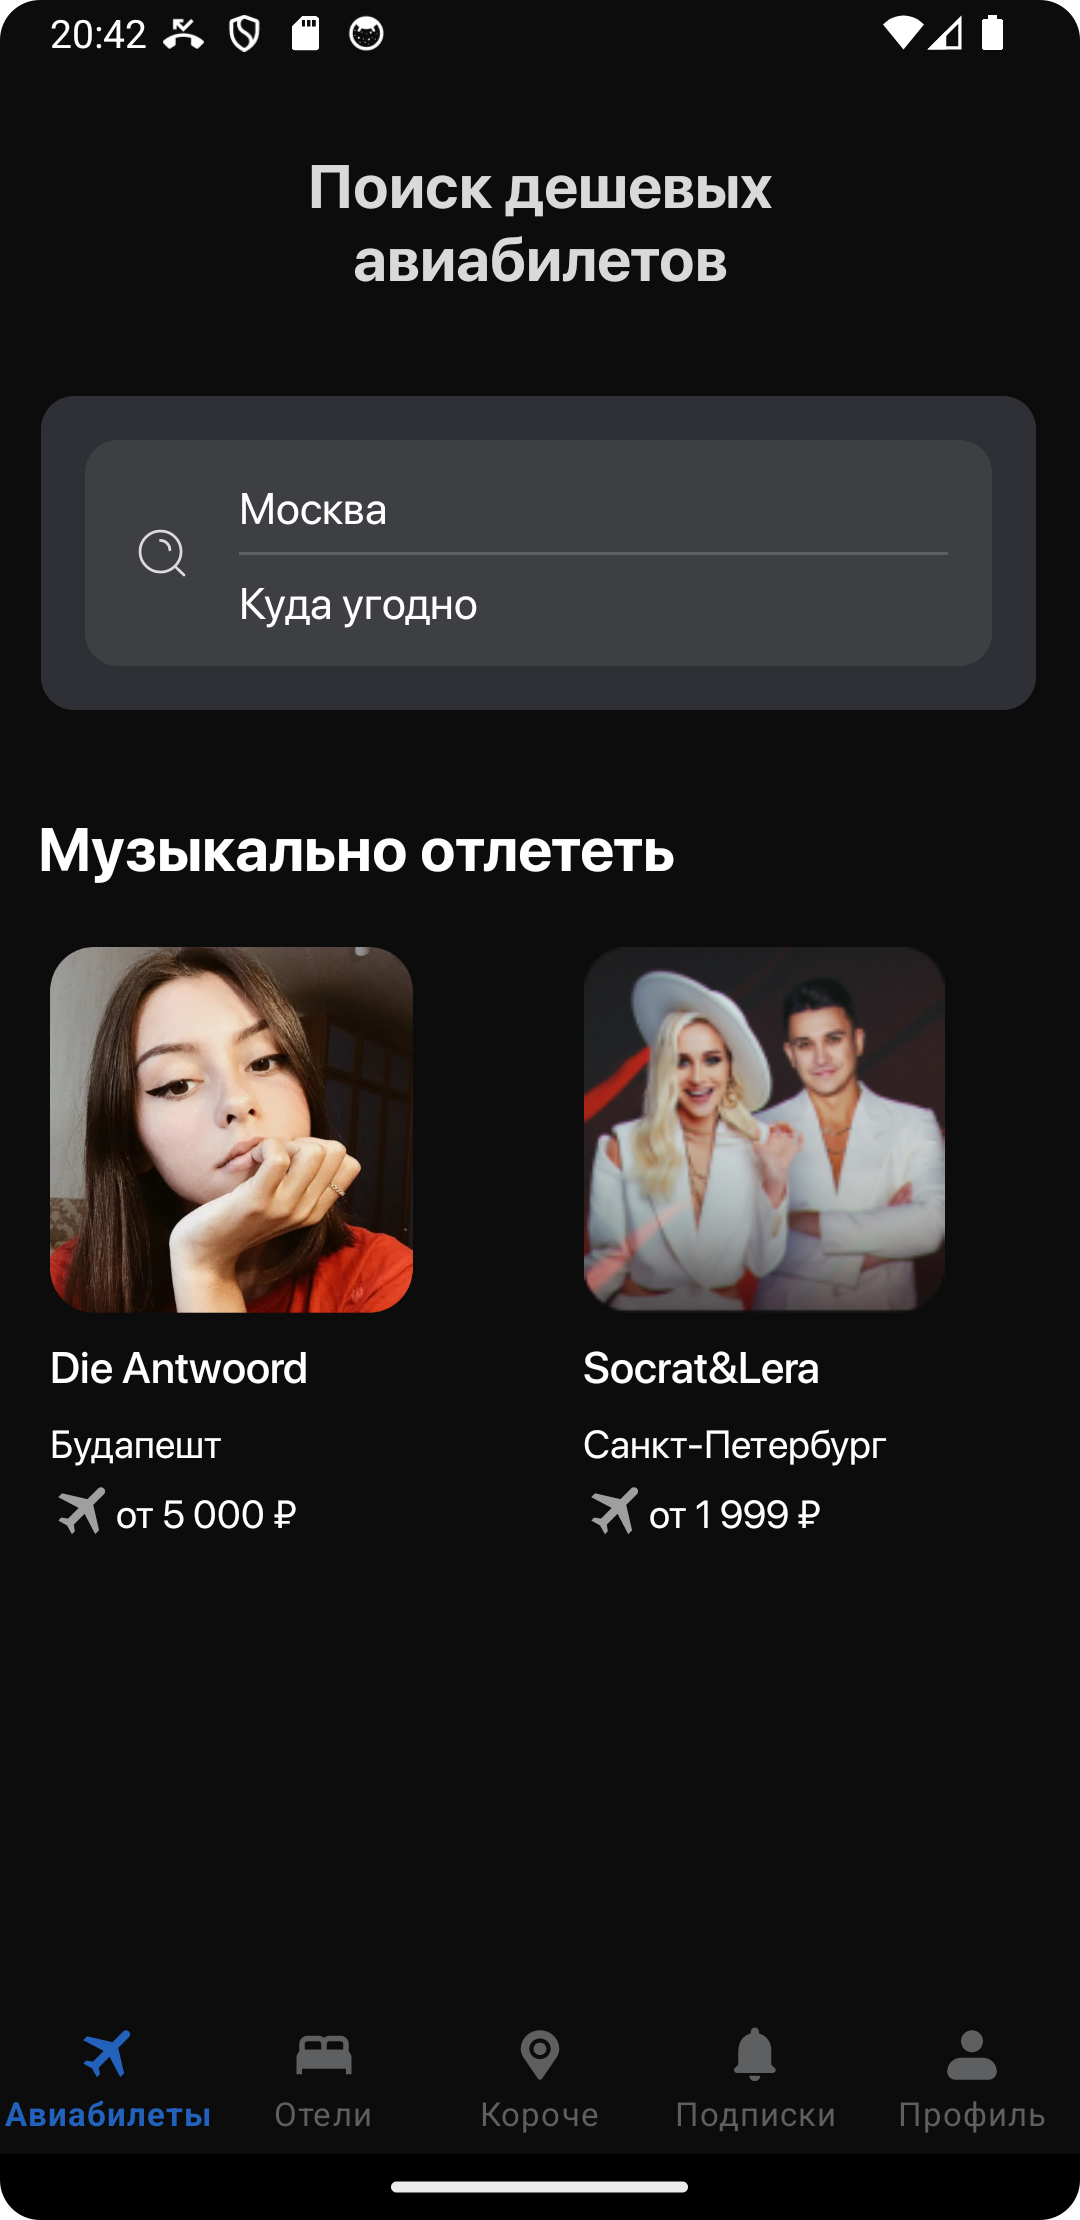 20:42
Поиск дешевых
авиабилетов
Москва
Куда угодно
Музыкально отлететь
Die Antwoord
Socrat&Lera
Будапешт
Санкт-Петербург
от 5 000 ₽
от 1 999 ₽
Авиабилеты
Отели
Короче
Подписки
Профиль